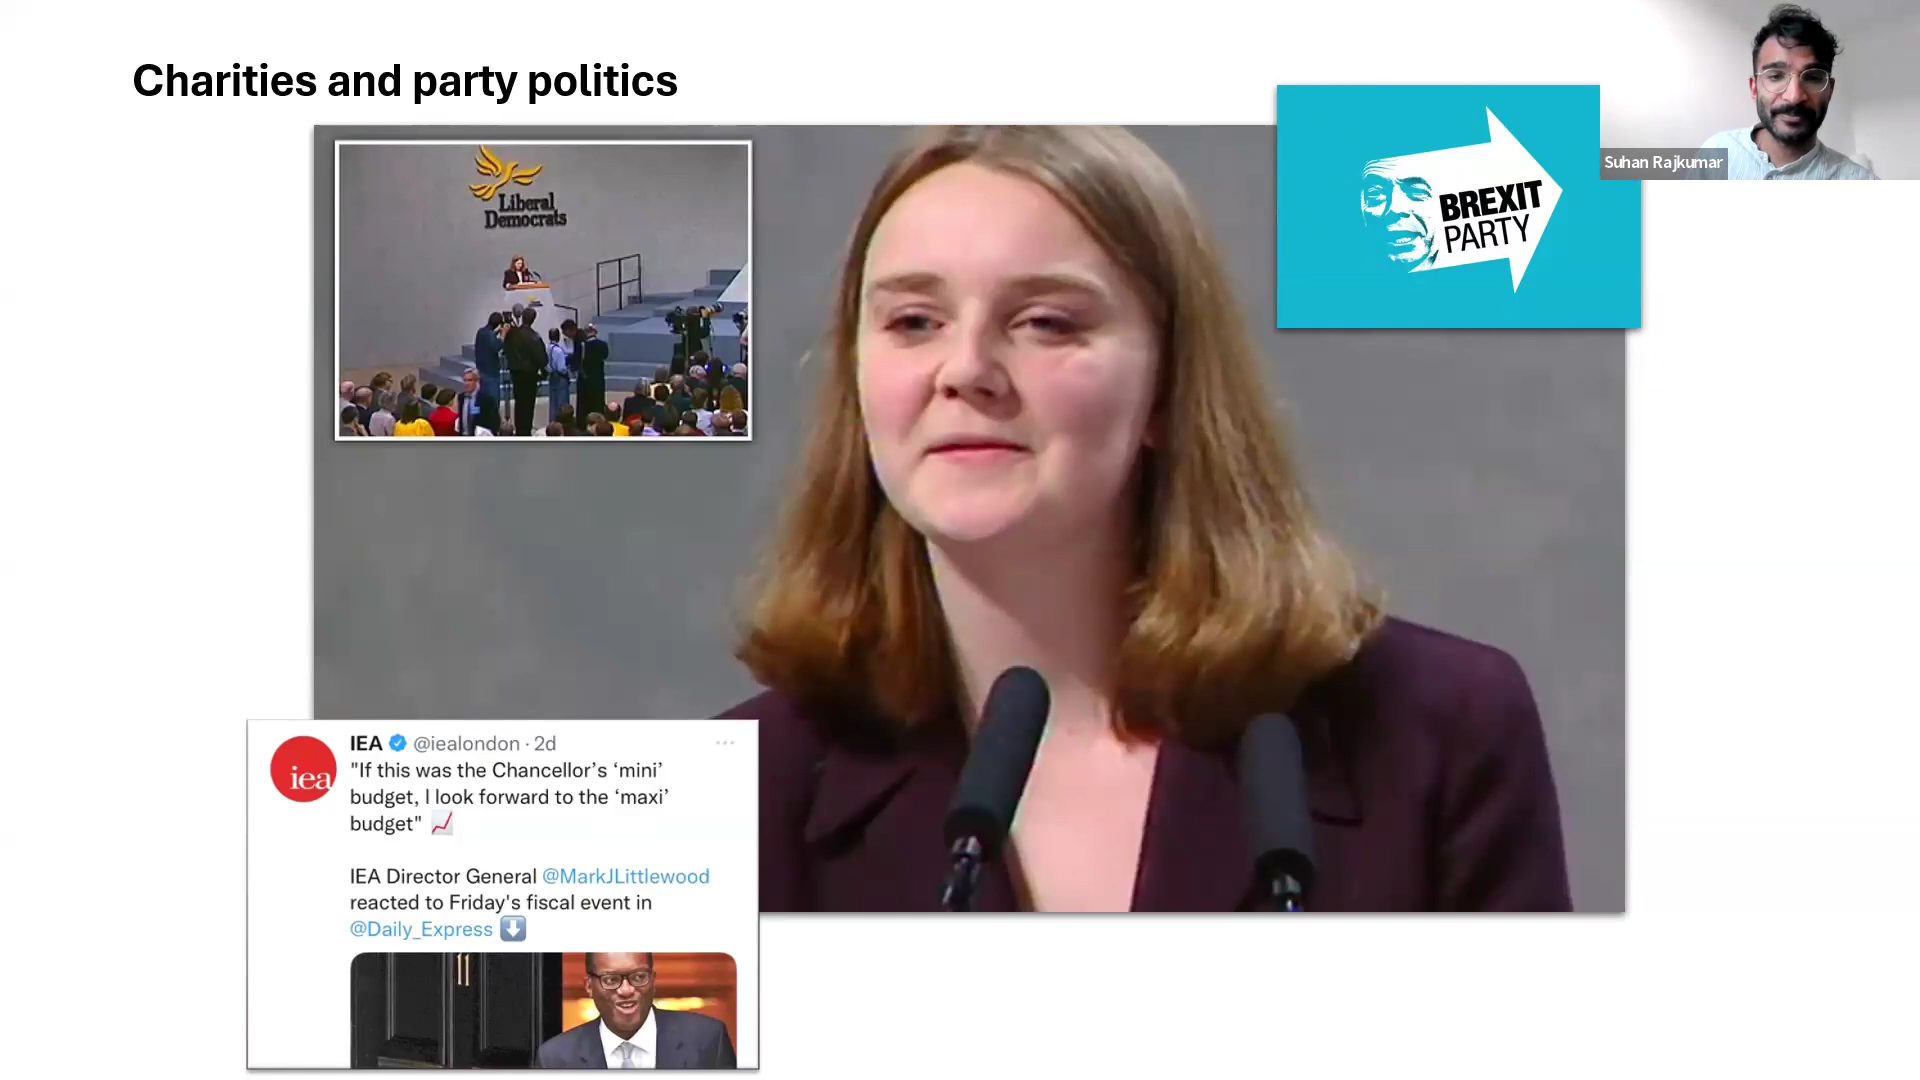 Charities and party politics
Suhan Rajkumar
Liberal
Democrats
BREXIT
PARTY
IEA @iealondon · 2d
"If this was the Chancellor’s ‘mini’
budget, I look forward to the ‘maxi’
budget"
iea
IEA Director General @MarkJLittlewood
reacted to Friday's fiscal event in
@Daily_Express
11